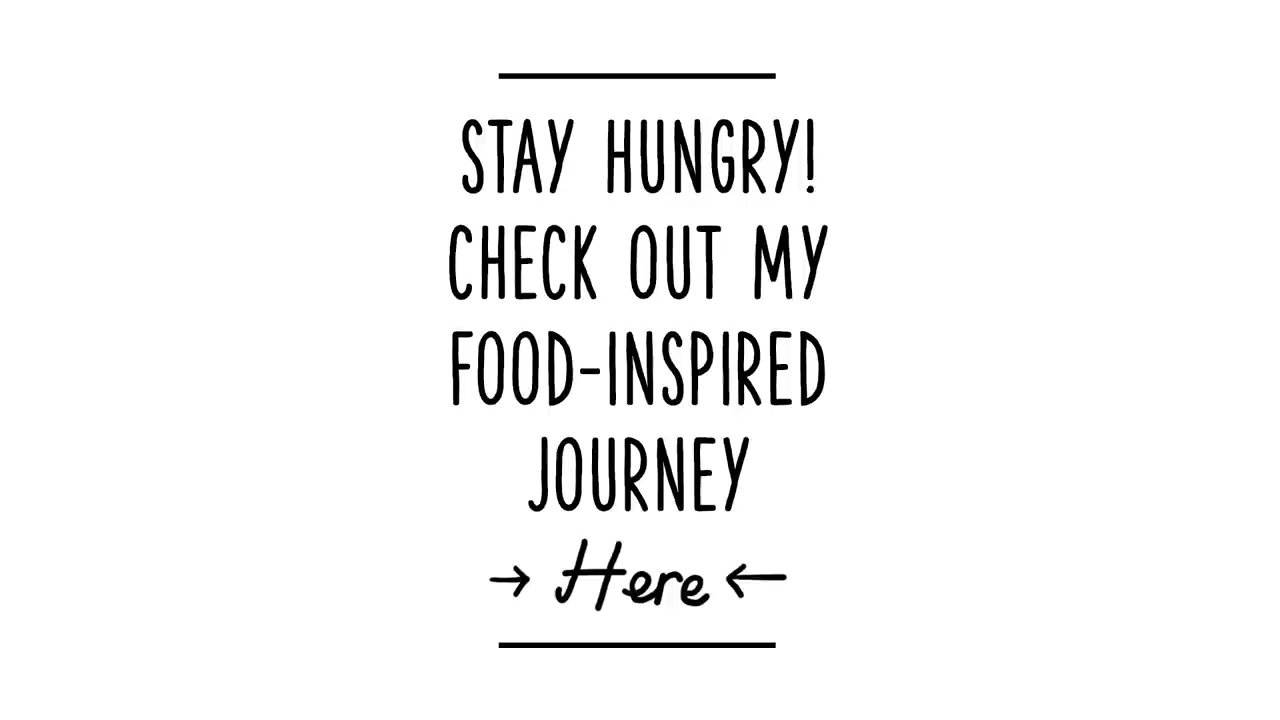 STAY HUNGRY!
CHECK OUT MY
FOOD-INSPIRED
JOURNEY
→ Here ←